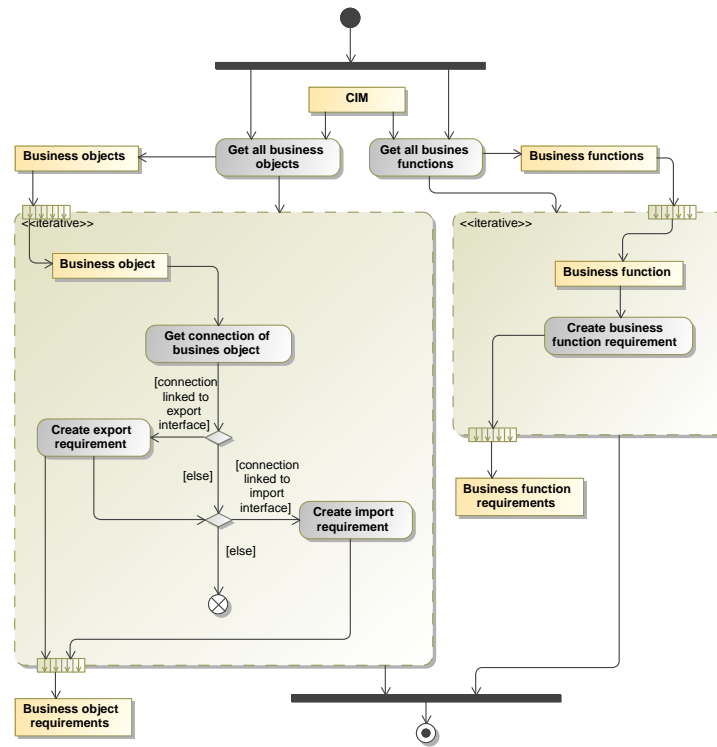 CIM
Get all business
objects
Get all busines
functions
Business objects
Business functions
<<iterative>>
<<iterative>>
Business object
Business function
Get connection of
busines object
Create business
function requirement
[connection
linked to
export
interface]
Create export
requirement
[else]
[connection
linked to
import
interface]
Create import
requirement
[else]
Business function
requirements
Business object
requirements